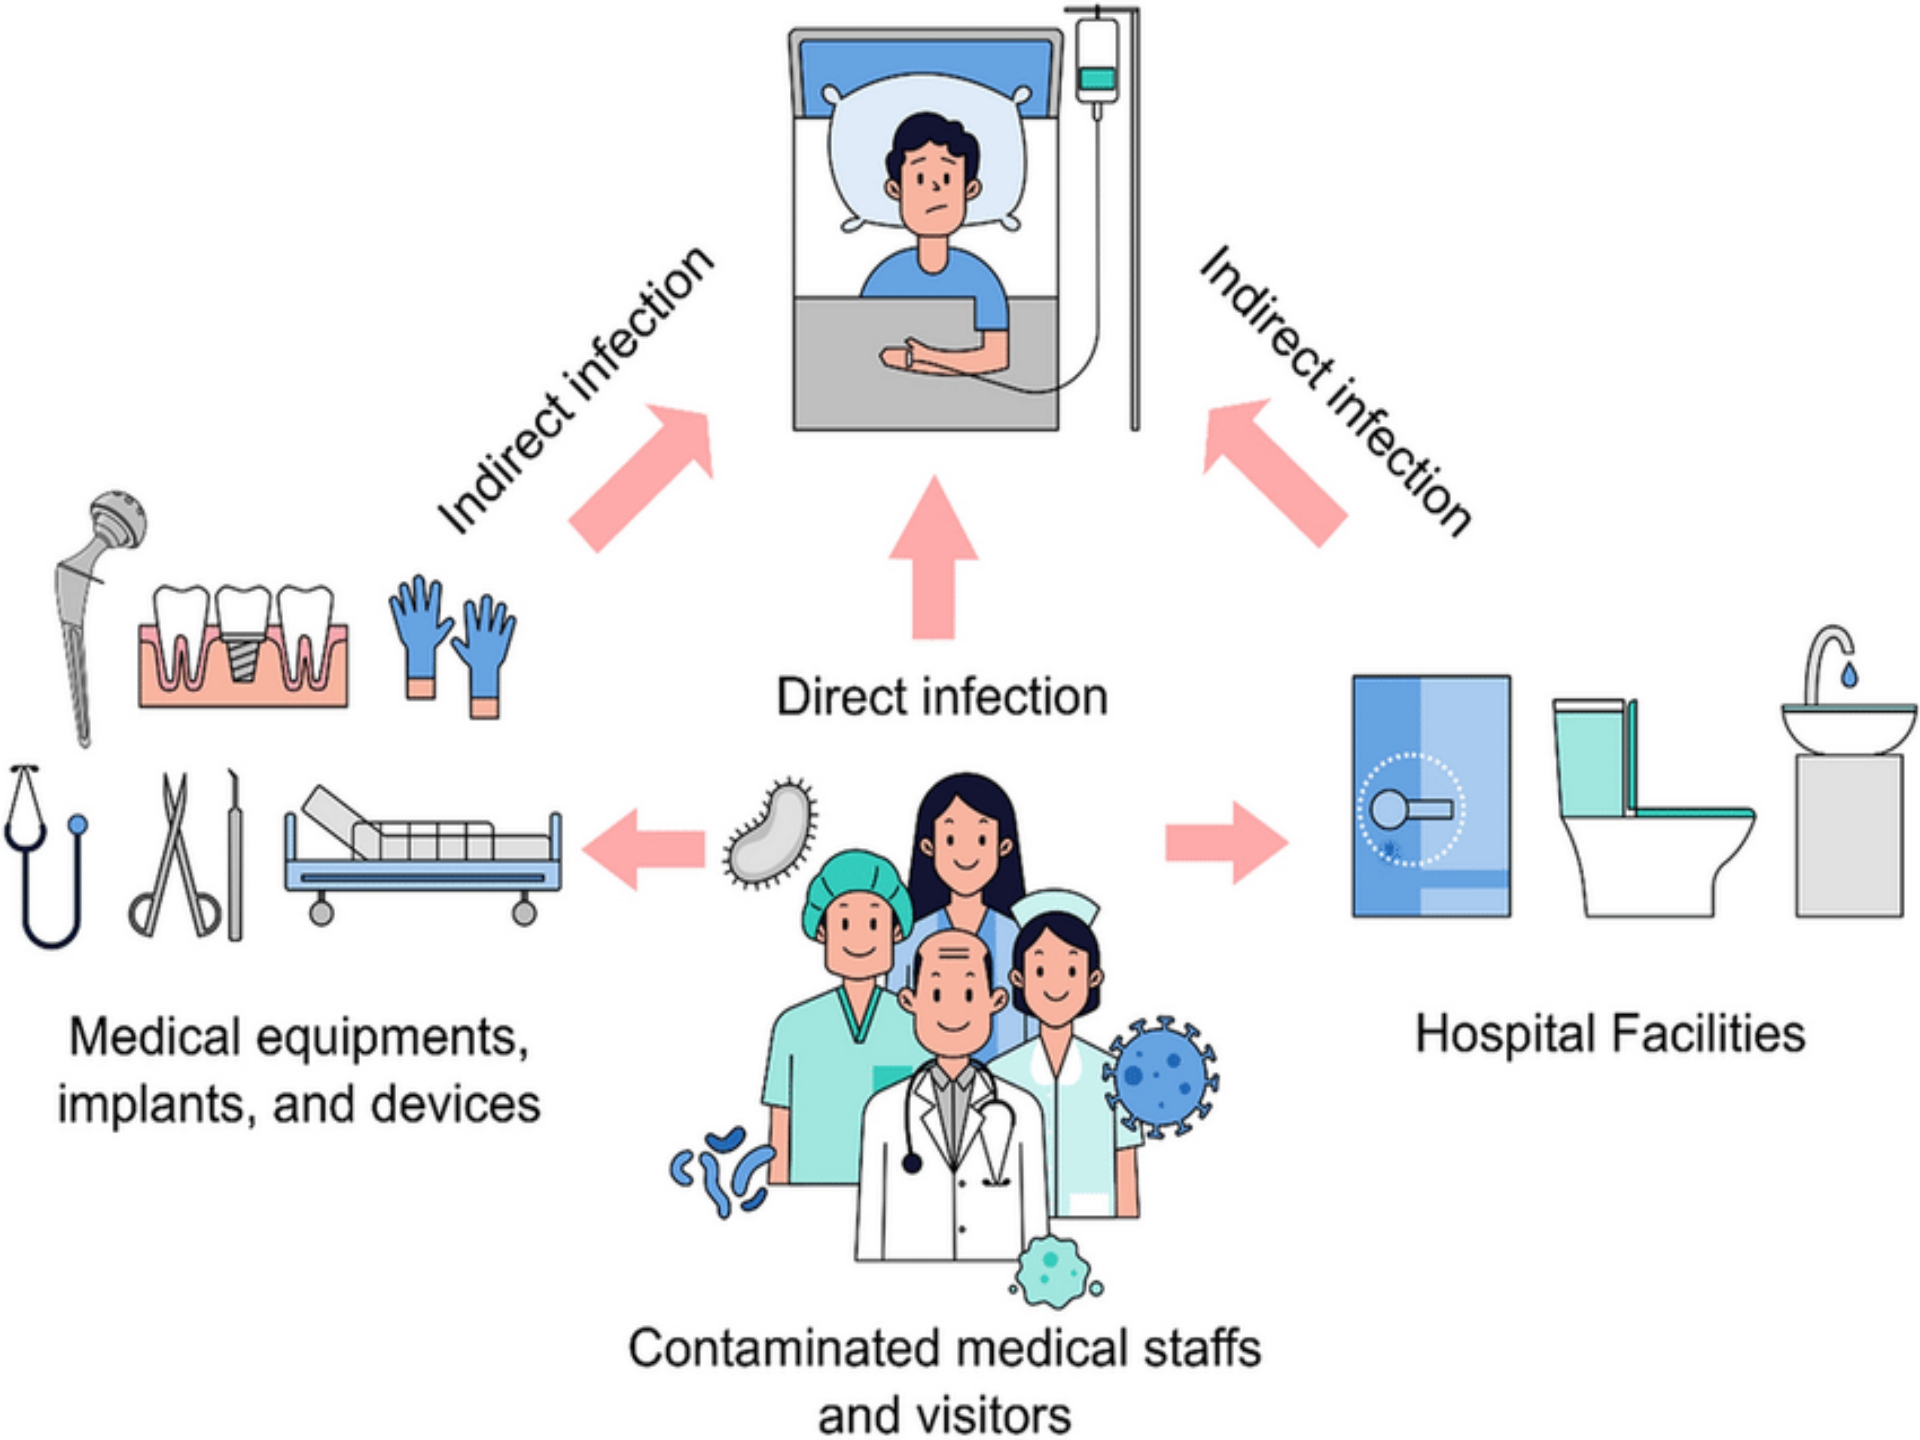 Indirect infection
Indirect infection
Direct infection
Medical equipments,
implants, and devices
Hospital Facilities
Contaminated medical staffs
and visitors